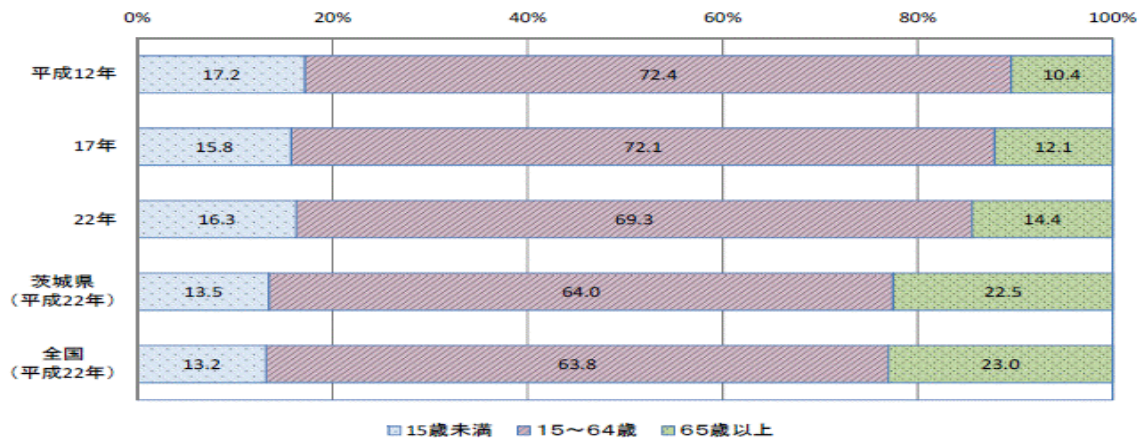 0% 20% 40% 60% 80% 100%
平成12年 17.2 72.4 10.4
17年 15.8 72.1 12.1
22年 16.3 69.3 14.4
茨城県
（平成22年） 13.5 64.0 22.5
全国
（平成22年） 13.2 63.8 23.0
15歳未満 15～64歳 65歳以上